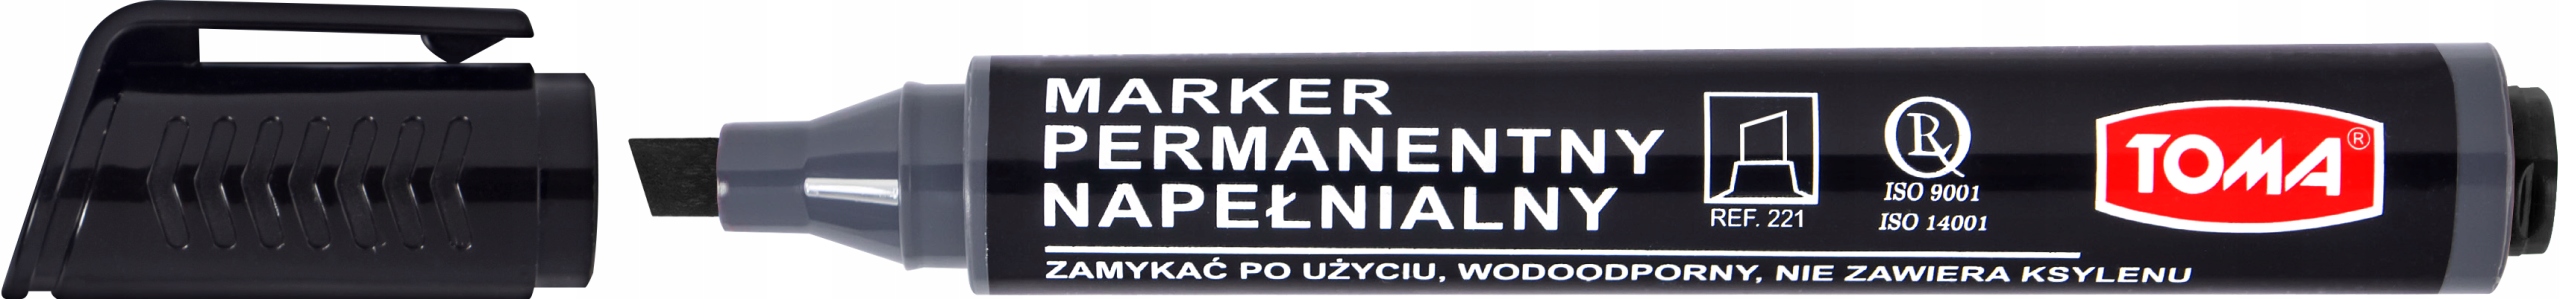 MARKER
PERMANENTNY
NAPEŁNIALNY
REF. 221
ISO 9001
ISO 14001
TOMA®
ZAMYKAĆ PO UŻYCIU, WODOODPORNY, NIE ZAWIERA KSYLENU